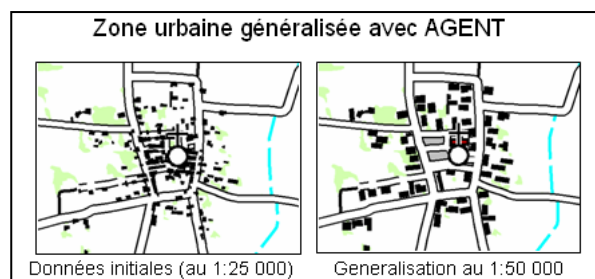 Zone urbaine généralisée avec AGENT
Données initiales (au 1:25 000)
Generalisation au 1:50 000